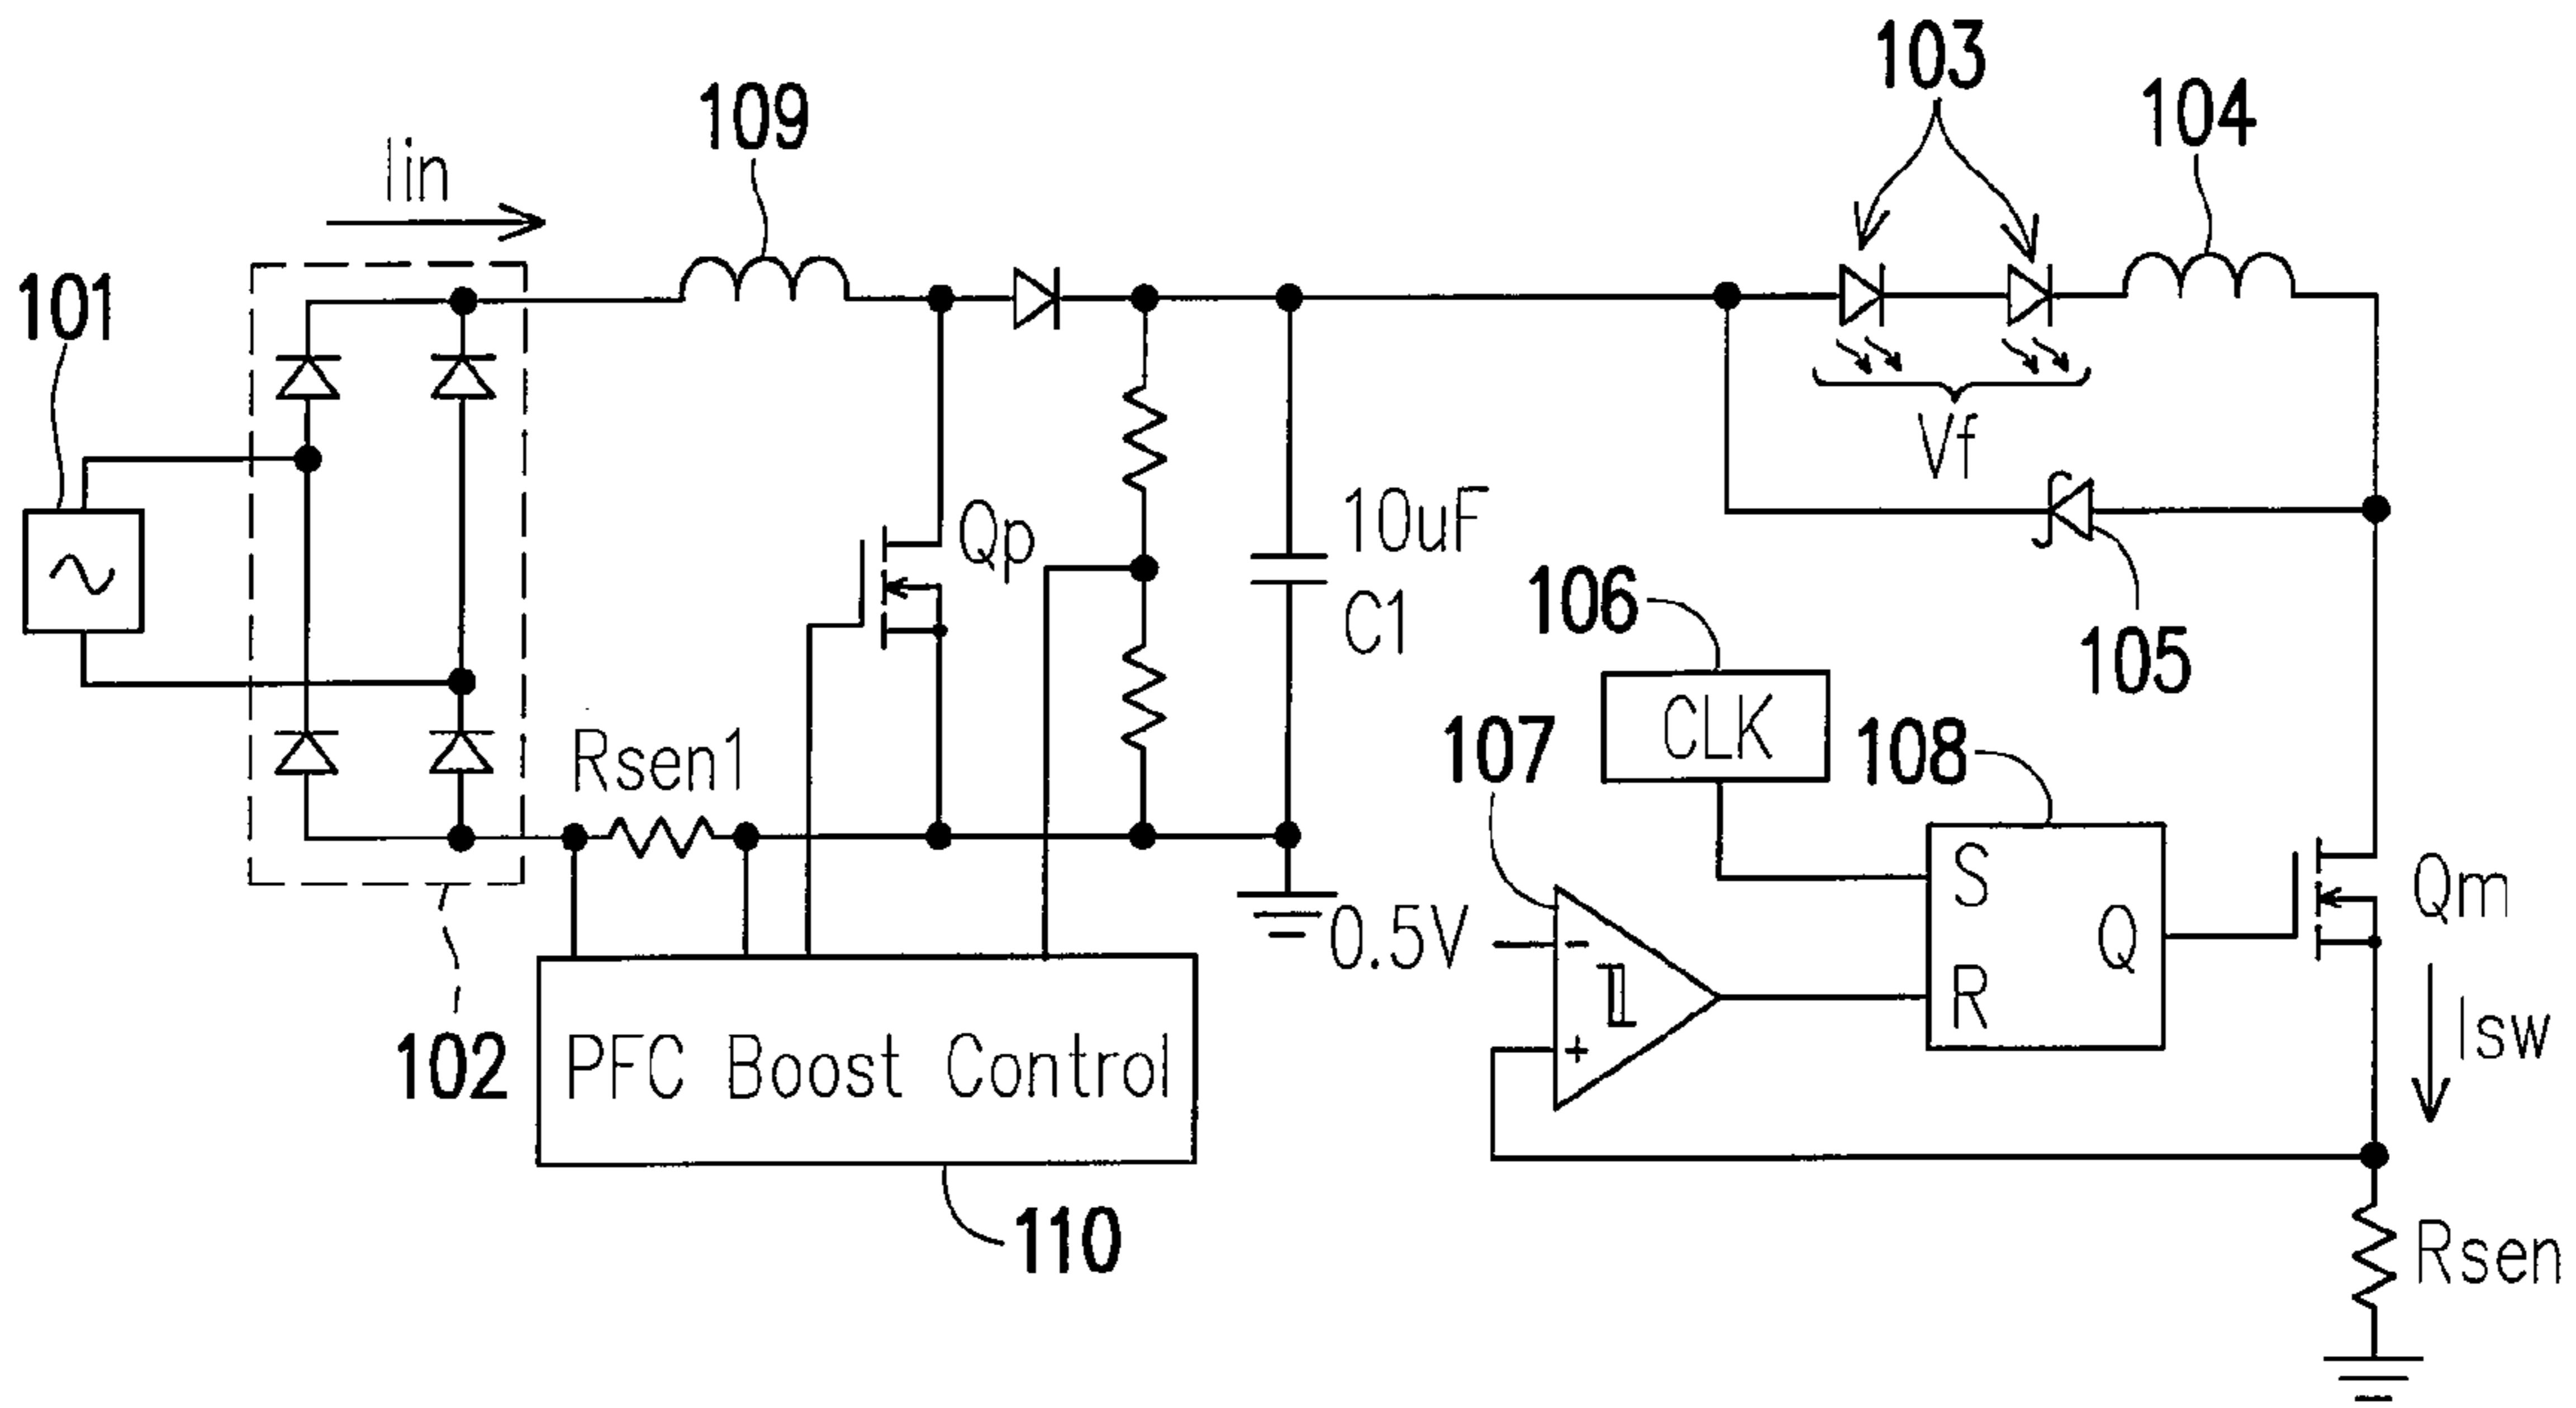 103
104
109
Iin
101
Vf
Qp
10uF
C1
106
105
CLK
107
108
Rsen1
S
Q
R
Qm
0.5V
-
+
Isw
102
PFC Boost Control
110
Rsen